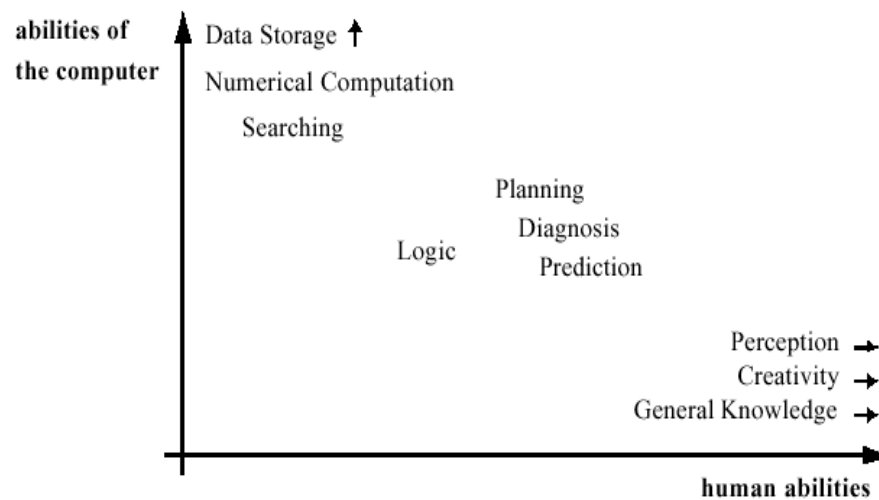 abilities of
the computer
Data Storage
Numerical Computation
Searching
Planning
Diagnosis
Logic
Prediction
Perception
Creativity
General Knowledge
human abilities